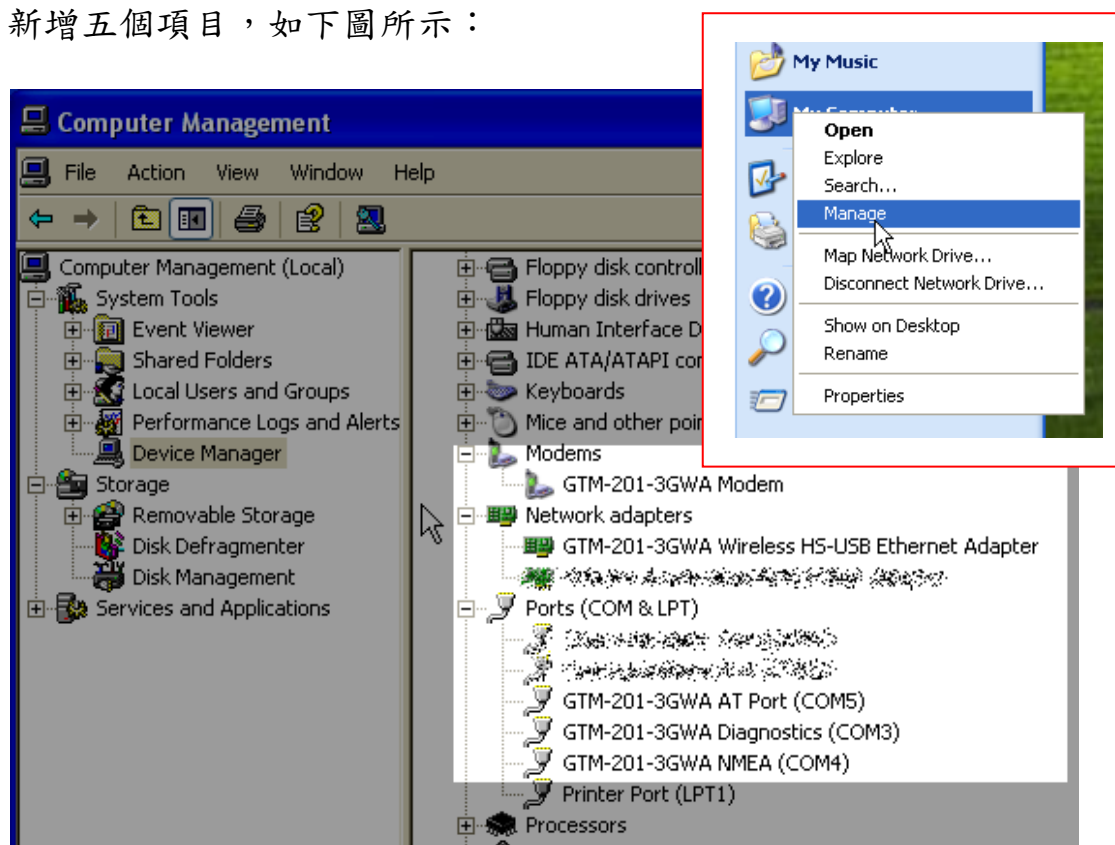 新增五個項目，如下圖所示：
Computer Management
File Action View Window Help
Computer Management (Local)
System Tools
Event Viewer
Shared Folders
Local Users and Groups
Performance Logs and Alerts
Device Manager
Storage
Removable Storage
Disk Defragmenter
Disk Management
Services and Applications
Floppy disk controll
Floppy disk drives
Human Interface D
IDE ATA/ATAPI cor
Keyboards
Mice and other poir
Modems
GTM-201-3GWA Modem
Network adapters
GTM-201-3GWA Wireless HS-USB Ethernet Adapter
Ports (COM & LPT)
GTM-201-3GWA AT Port (COM5)
GTM-201-3GWA Diagnostics (COM3)
GTM-201-3GWA NMEA (COM4)
Printer Port (LPT1)
Processors
My Music
My Computer
Open
Explore
Search...
Manage
Map Network Drive...
Disconnect Network Drive...
Show on Desktop
Rename
Properties